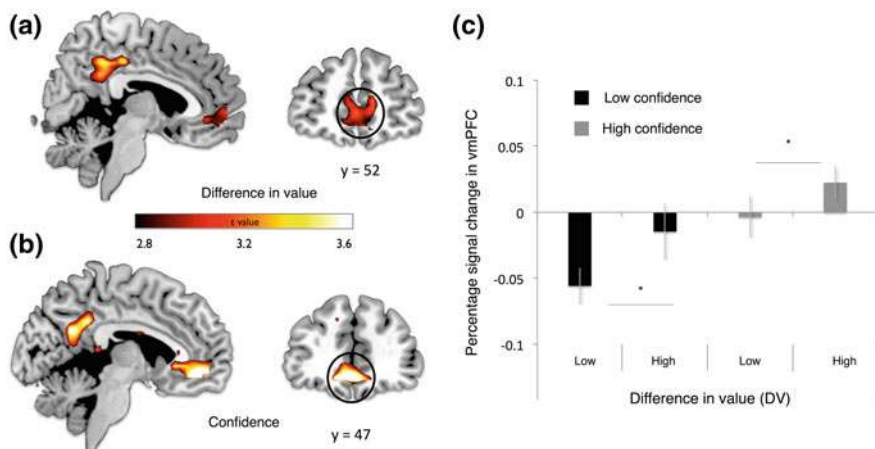 (a)
y = 52
Difference in value
t value
2.8 3.2 3.6
(b)
Confidence
y = 47
(c)
Percentage signal change in vmPFC
0.1
0.05
0
-0.05
-0.1
Low confidence
High confidence
*
*
Low High Low High
Difference in value (DV)